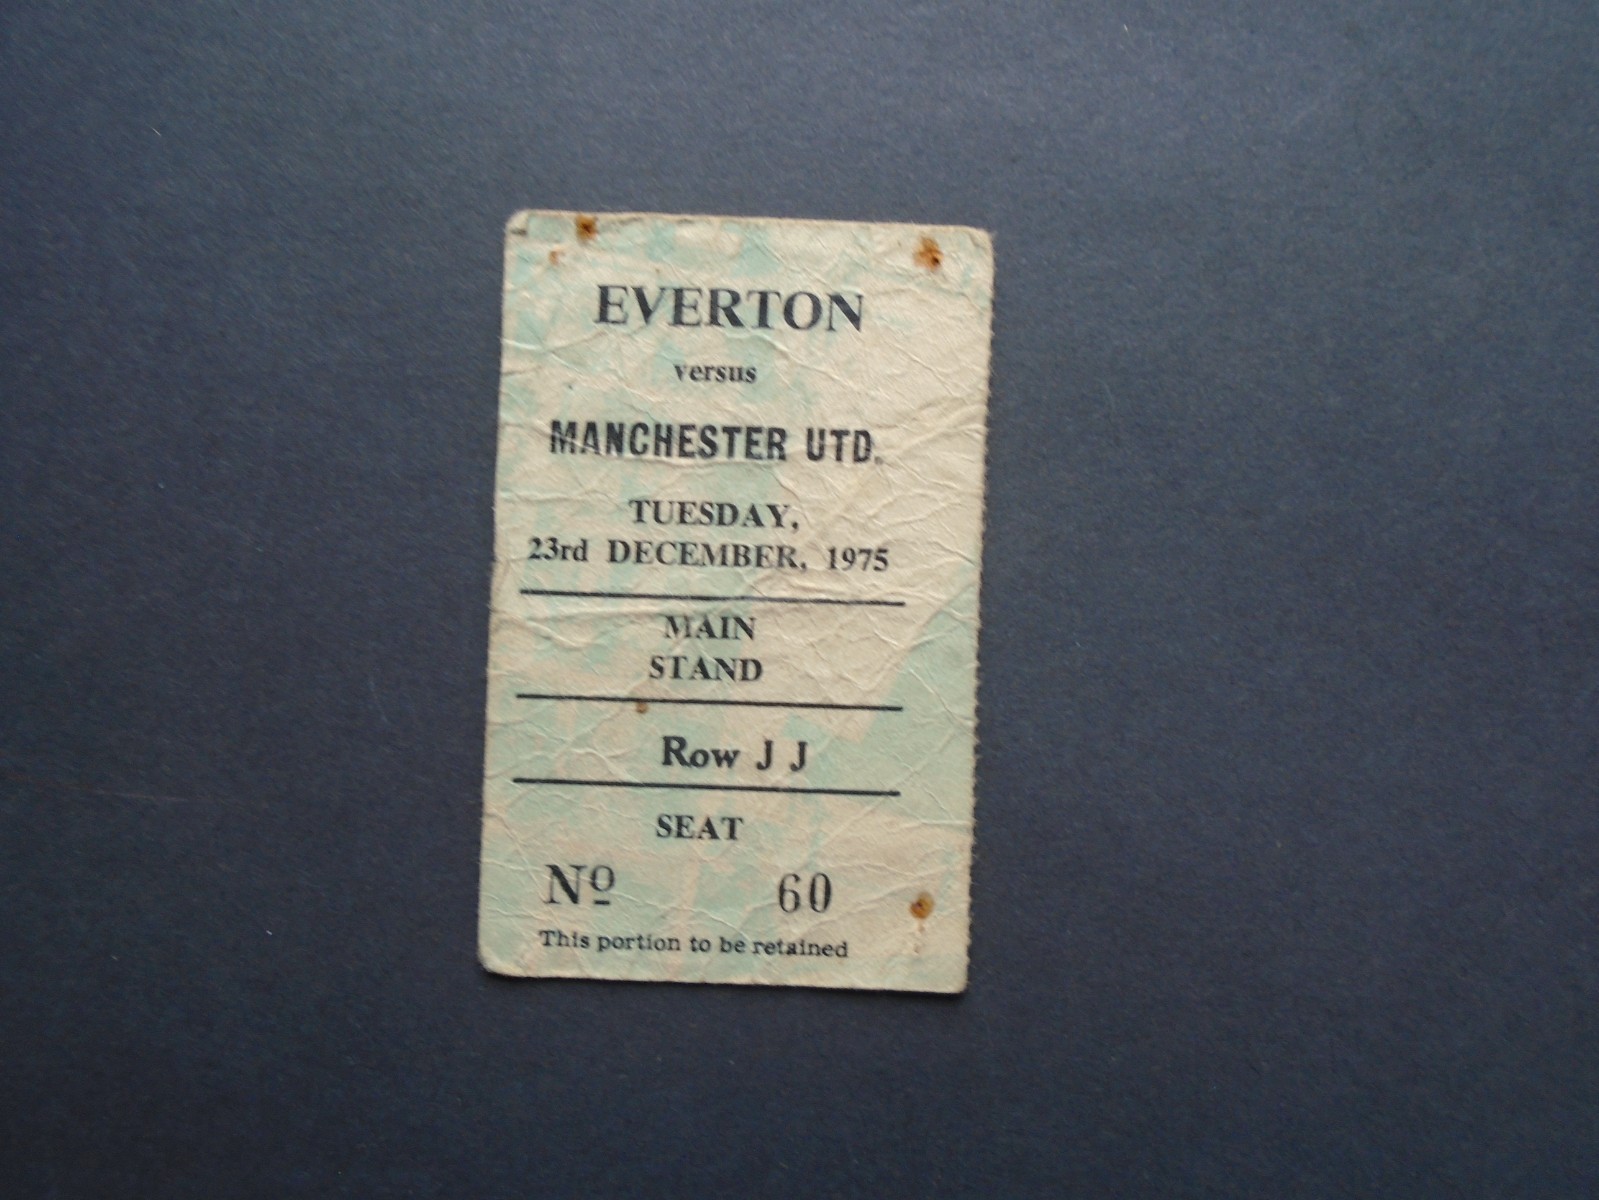 EVERTON
versus
MANCHESTER UTD.
TUESDAY,
23rd DECEMBER, 1975
MAIN
STAND
Row J J
SEAT
Nº 60
This portion to be retained